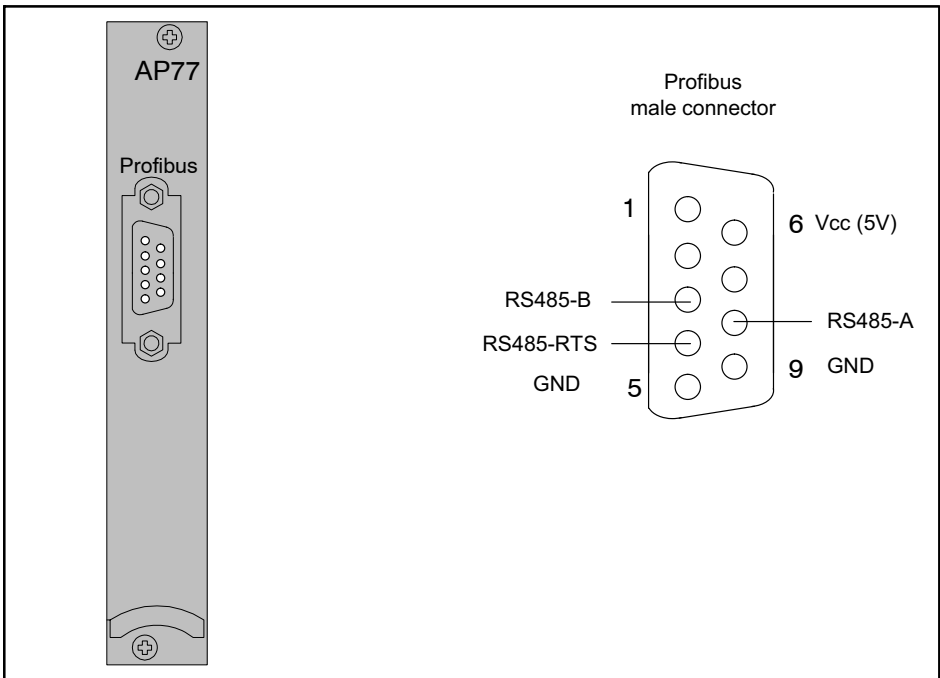 AP77
Profibus
Profibus
male connector
1
6 Vcc (5V)
RS485-B
RS485-A
RS485-RTS
GND
5
9 GND